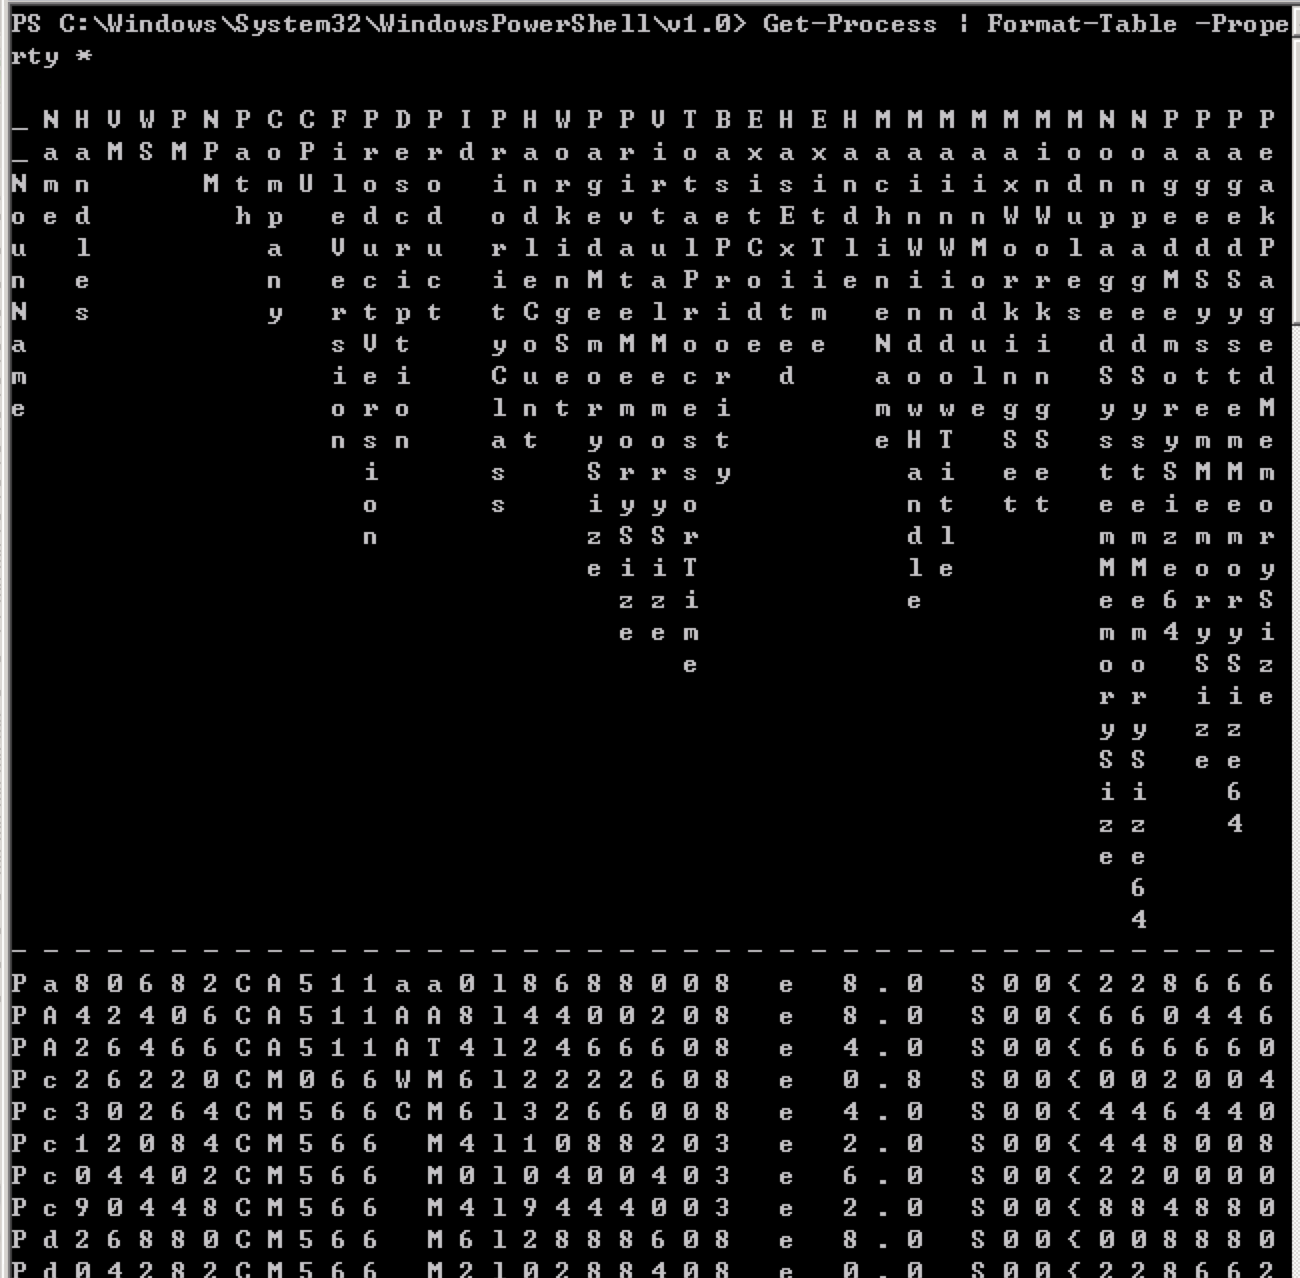 PS C:\Windows\System32\WindowsPowerShell\v1.0> Get-Process | Format-Table -Prope
rty *
_ N H V W P N P C C F P D P I P H W P P V T B E H E H M M M M M M M N N P P P P
_ a a M S M P a o P i r e r d r a o a r i o a x a x a a a a a a i o o o a a a e
N m n M t m U l o s o i n r g i r t s i s i n c i i i x n d n n g g g a
o e d h p e d c d o d k e v t a e t E t d h n n n W W u p p e e e k
u l a V u r u r l i d a u l P C x T l i W W M o o l a a d d d P
n e n e c i c i e n M t a P r o i i e n i i o r r e g g M S S a
N s y r t p t t C g e e l r i d t m e n n d k k s e e e y y g
a s V t y o S m M M o o e e e N d d u i i d d m s s e
m i e i C u e o e e c r d a o o l n n S S o t t d
e o r o l n t r m m e i m w w e g g y y r e e M
n s n a t y o o s t e H T S S s s y m m e
i s S r r s y a i e e t t S M M m
o s i y y o n t t t e e i e e o
n z S S r d l m m z m m r
e i i T l e M M e o o y
z z i e e e 6 r r S
e e m m m 4 y y i
e o o S S z
r r i i e
y y z z
S S e e
i i 6
z z 4
e e
6
4
- - - - - - - - - - - - - - - - - - - - - - - - - - - - - - - - - - - - - - - -
P a 8 0 6 8 2 C A 5 1 1 a a 0 l 8 6 8 8 0 0 8 e 8 . 0 S 0 0 { 2 2 8 6 6 6
P A 4 2 4 0 6 C A 5 1 1 A A 8 l 4 4 0 0 2 0 8 e 8 . 0 S 0 0 { 6 6 0 4 4 6
P A 2 6 4 6 6 C A 5 1 1 A T 4 l 2 4 6 6 6 0 8 e 4 . 0 S 0 0 { 6 6 6 6 6 0
P c 2 6 2 2 0 C M 0 6 6 W M 6 l 2 2 2 2 6 0 8 e 0 . 8 S 0 0 { 0 0 2 0 0 4
P c 3 0 2 6 4 C M 5 6 6 C M 6 l 3 2 6 6 0 0 8 e 4 . 0 S 0 0 { 4 4 6 4 4 0
P c 1 2 0 8 4 C M 5 6 6 M 4 l 1 0 8 8 2 0 3 e 2 . 0 S 0 0 { 4 4 8 0 0 8
P c 0 4 4 0 2 C M 5 6 6 M 0 l 0 4 0 0 4 0 3 e 6 . 0 S 0 0 { 2 2 0 0 0 0
P c 9 0 4 4 8 C M 5 6 6 M 4 l 9 4 4 4 0 0 3 e 2 . 0 S 0 0 { 8 8 4 8 8 0
P d 2 6 8 8 0 C M 5 6 6 M 6 l 2 8 8 8 6 0 8 e 8 . 0 S 0 0 { 0 0 8 8 8 0
P d 0 4 2 8 2 C M 5 6 6 M 2 l 0 2 8 8 4 0 8 e 0 . 0 S 0 0 { 2 2 8 6 6 2